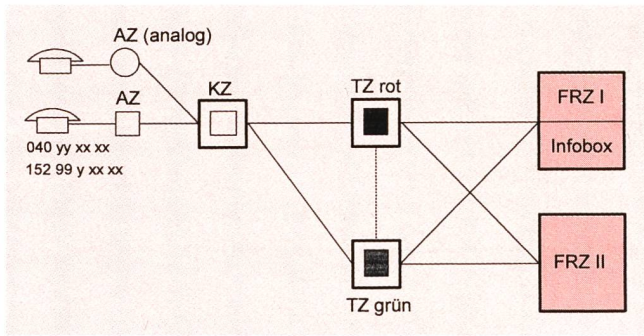 AZ (analog)
AZ
040 yy xx xx
152 99 y xx xx
KZ
TZ rot
TZ grün
FRZ I
Infobox
FRZ II